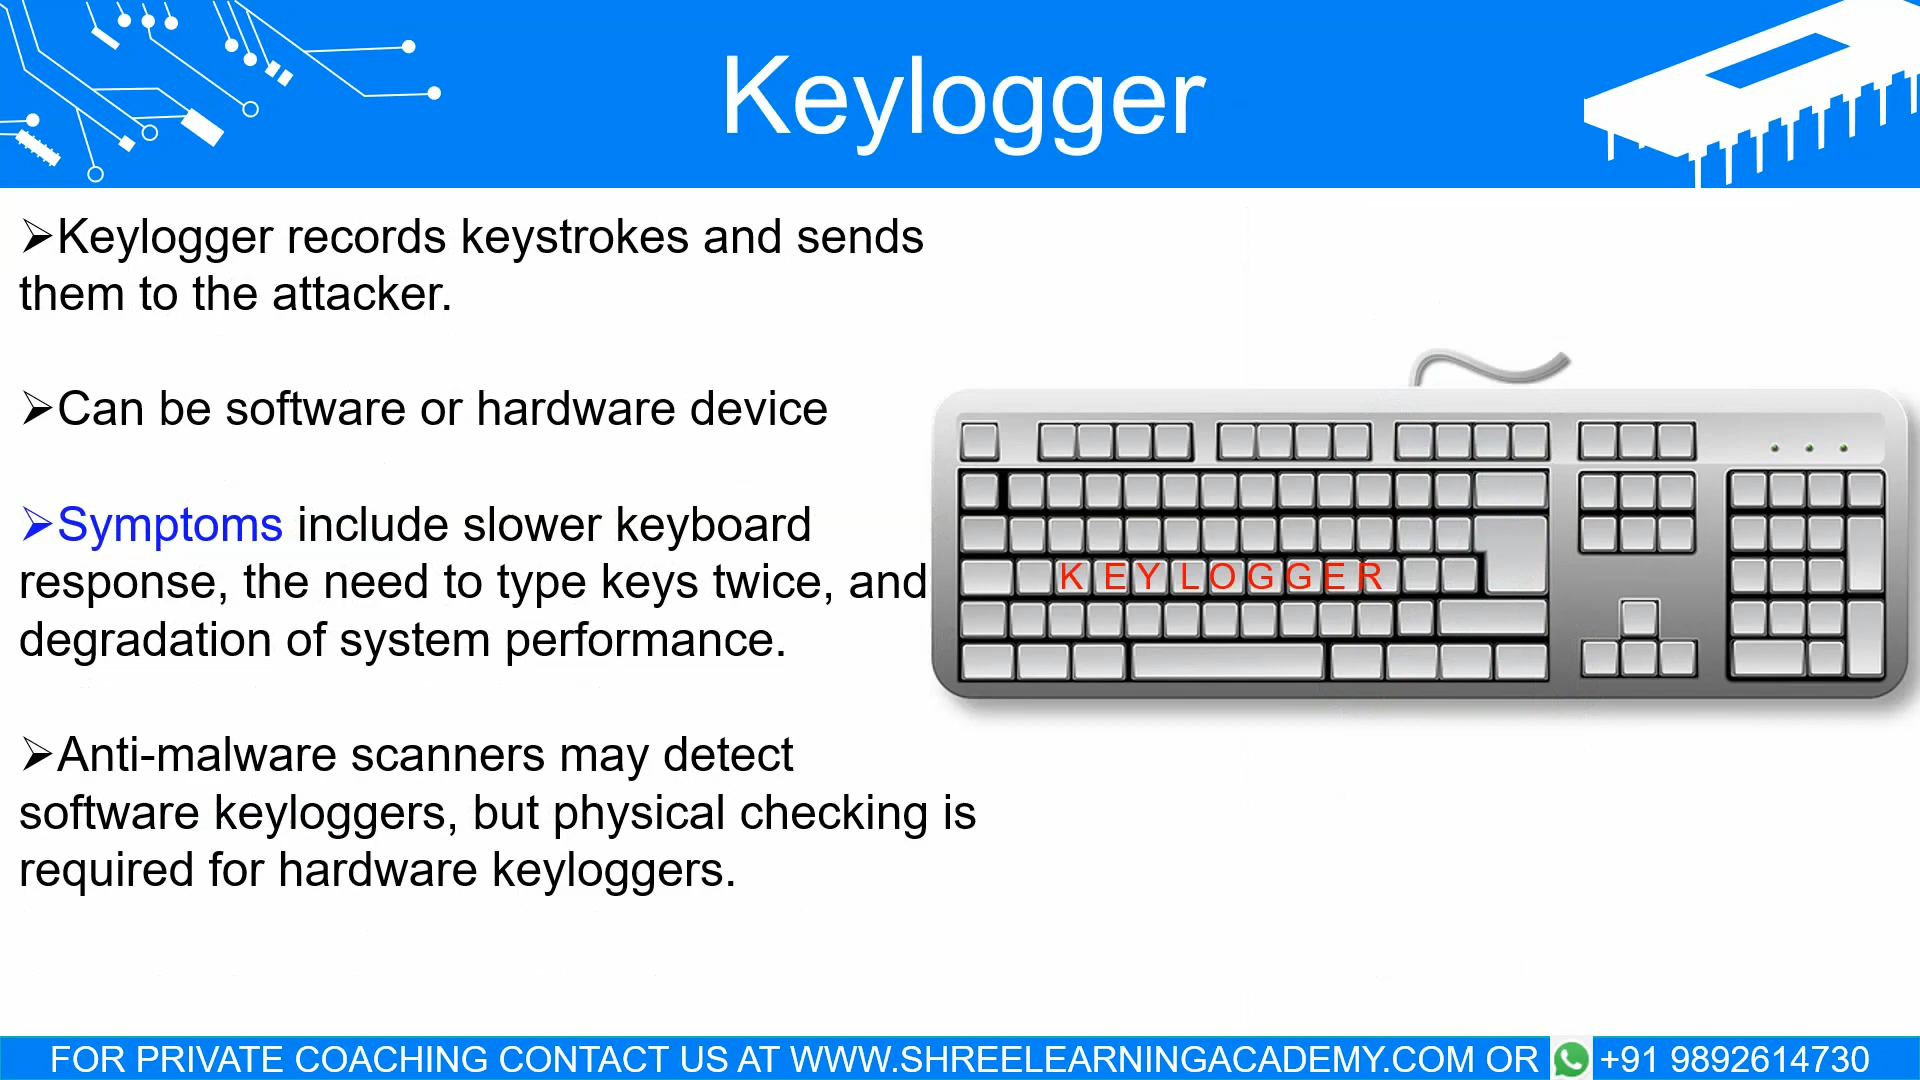 Keylogger
➢Keylogger records keystrokes and sends
them to the attacker.
➢Can be software or hardware device
➢Symptoms include slower keyboard
response, the need to type keys twice, and
degradation of system performance.
➢Anti-malware scanners may detect
software keyloggers, but physical checking is
required for hardware keyloggers.
K E Y L O G G E R
FOR PRIVATE COACHING CONTACT US AT WWW.SHREELEARNINGACADEMY.COM OR +91 9892614730